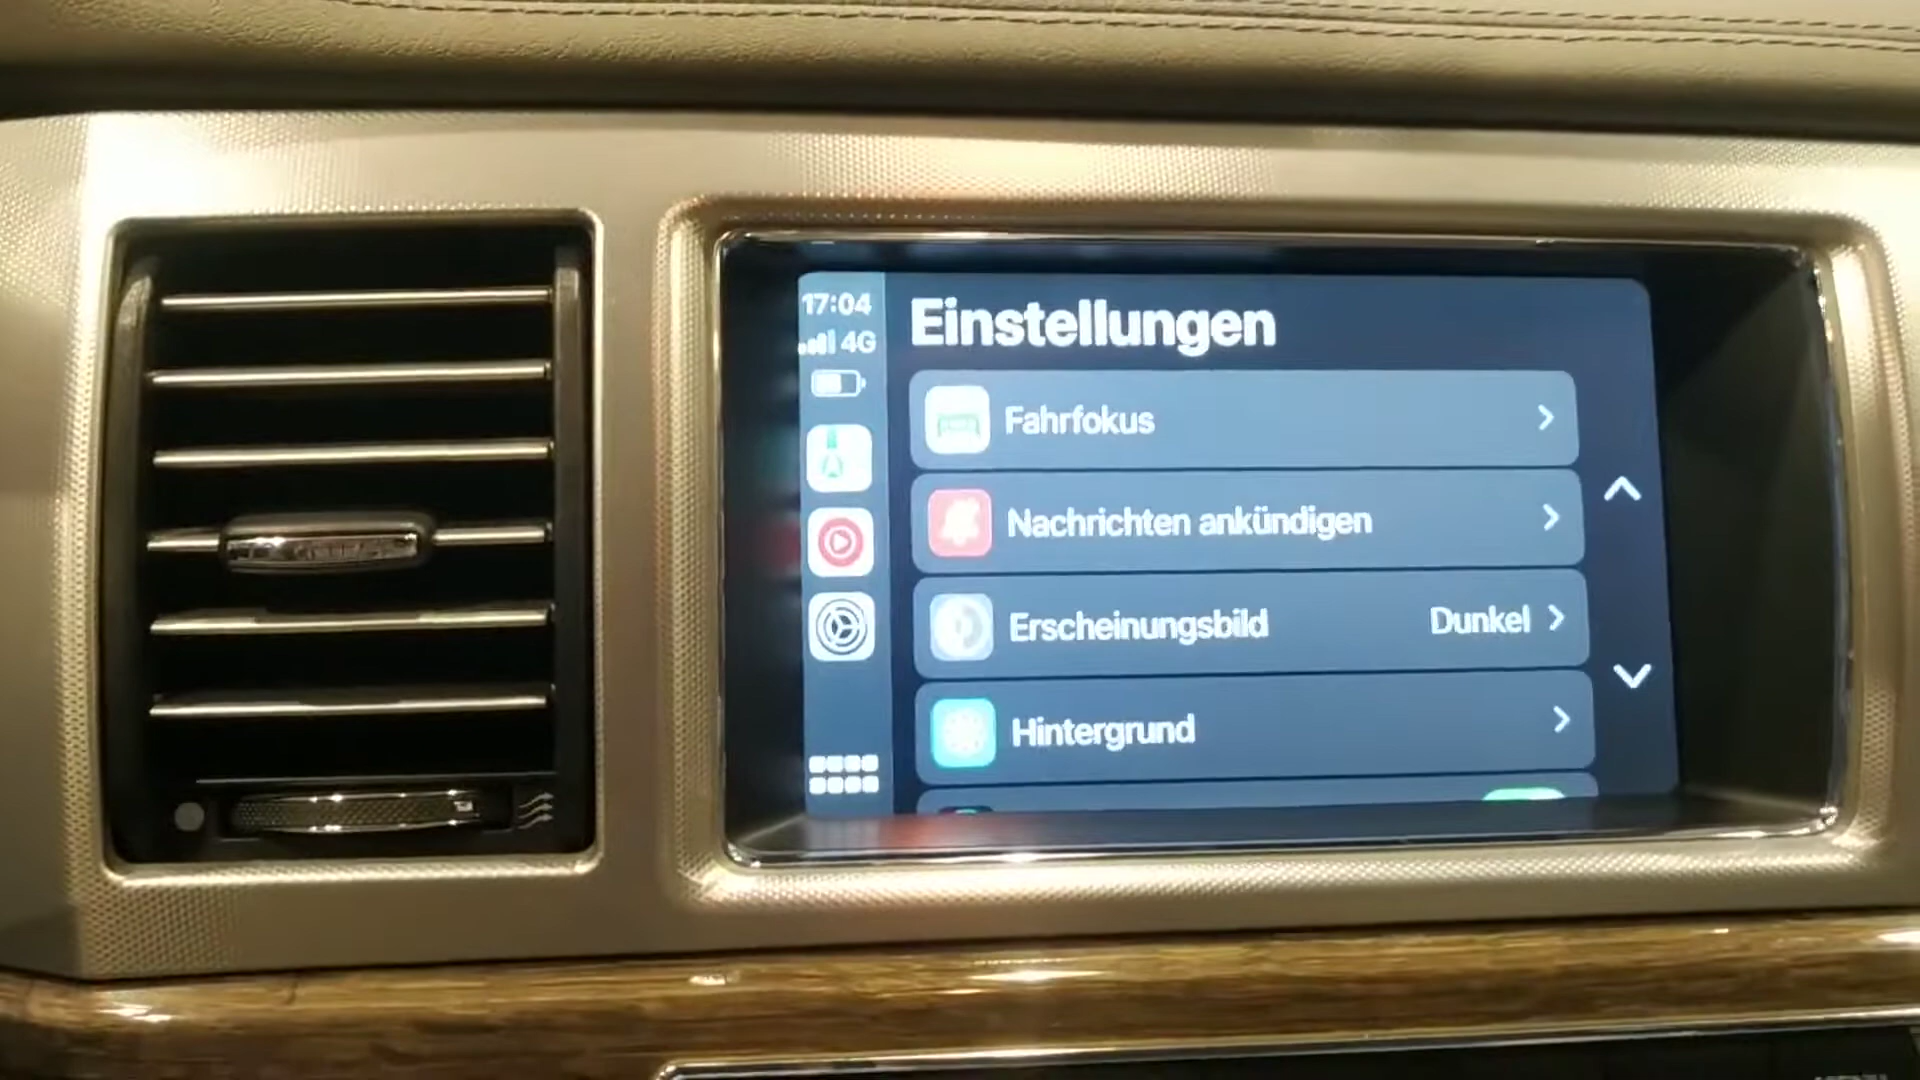 17:04
4G
Einstellungen
Fahrfokus
Nachrichten ankündigen
Erscheinungsbild Dunkel
Hintergrund